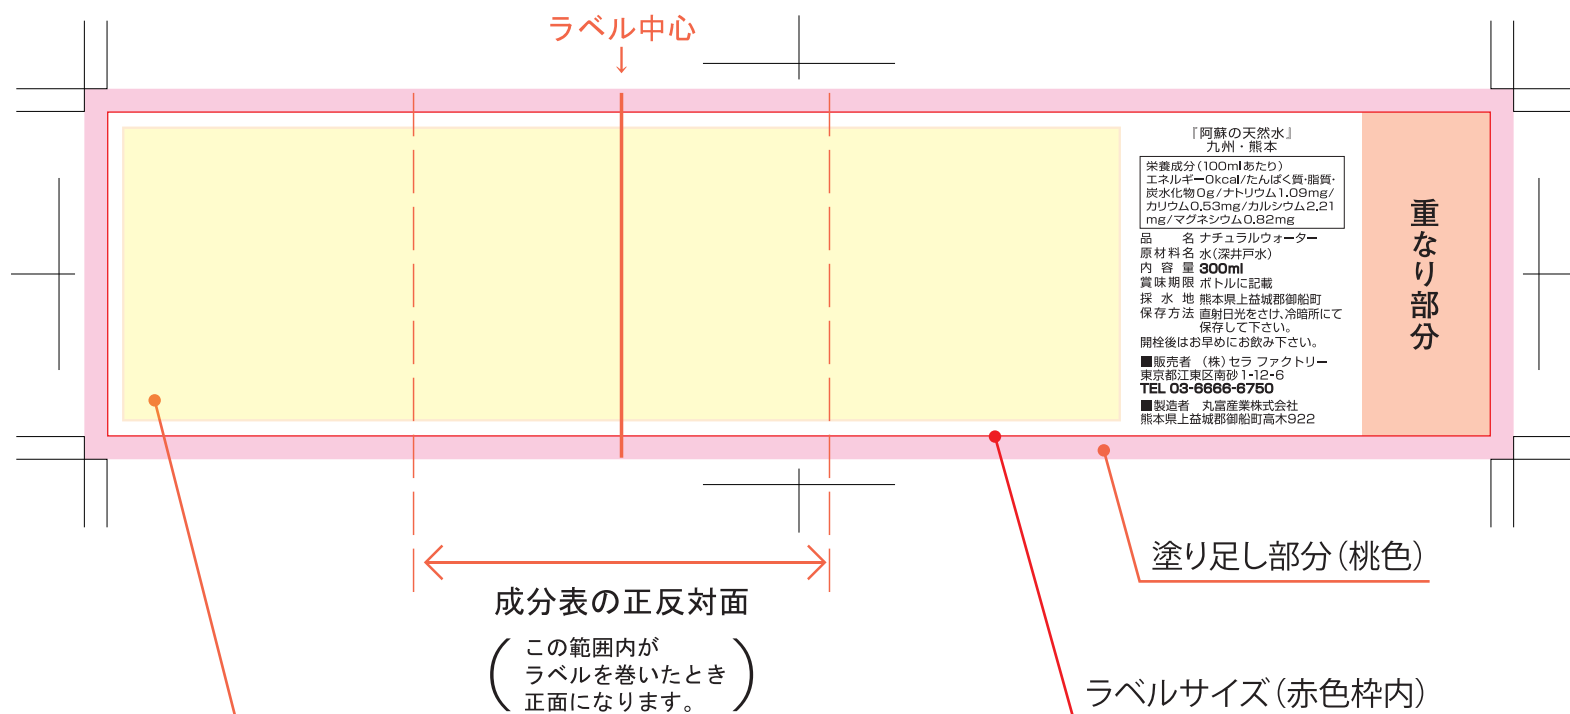 ラベル中心
↓
『阿蘇の天然水』
九州・熊本
栄養成分(100mlあたり)
エネルギー0kcal/たんぱく質・脂質・
炭水化物0g/ナトリウム1.09mg/
カリウム0.53mg/カルシウム2.21
mg/マグネシウム0.82mg
品名 ナチュラルウォーター
原材料名 水(深井戸水)
内容量 300ml
賞味期限 ボトルに記載
採水地 熊本県上益城郡御船町
保存方法 直射日光をさけ、冷暗所にて
保存して下さい。
開栓後はお早めにお飲み下さい。
■販売者 (株)セラ ファクトリー
東京都江東区南砂1-12-6
TEL 03-6666-6750
■製造者 丸富産業株式会社
熊本県上益城郡御船町高木922
重なり部分
塗り足し部分(桃色)
成分表の正反対面
(この範囲内が
ラベルを巻いたとき
正面になります。)
ラベルサイズ(赤色枠内)